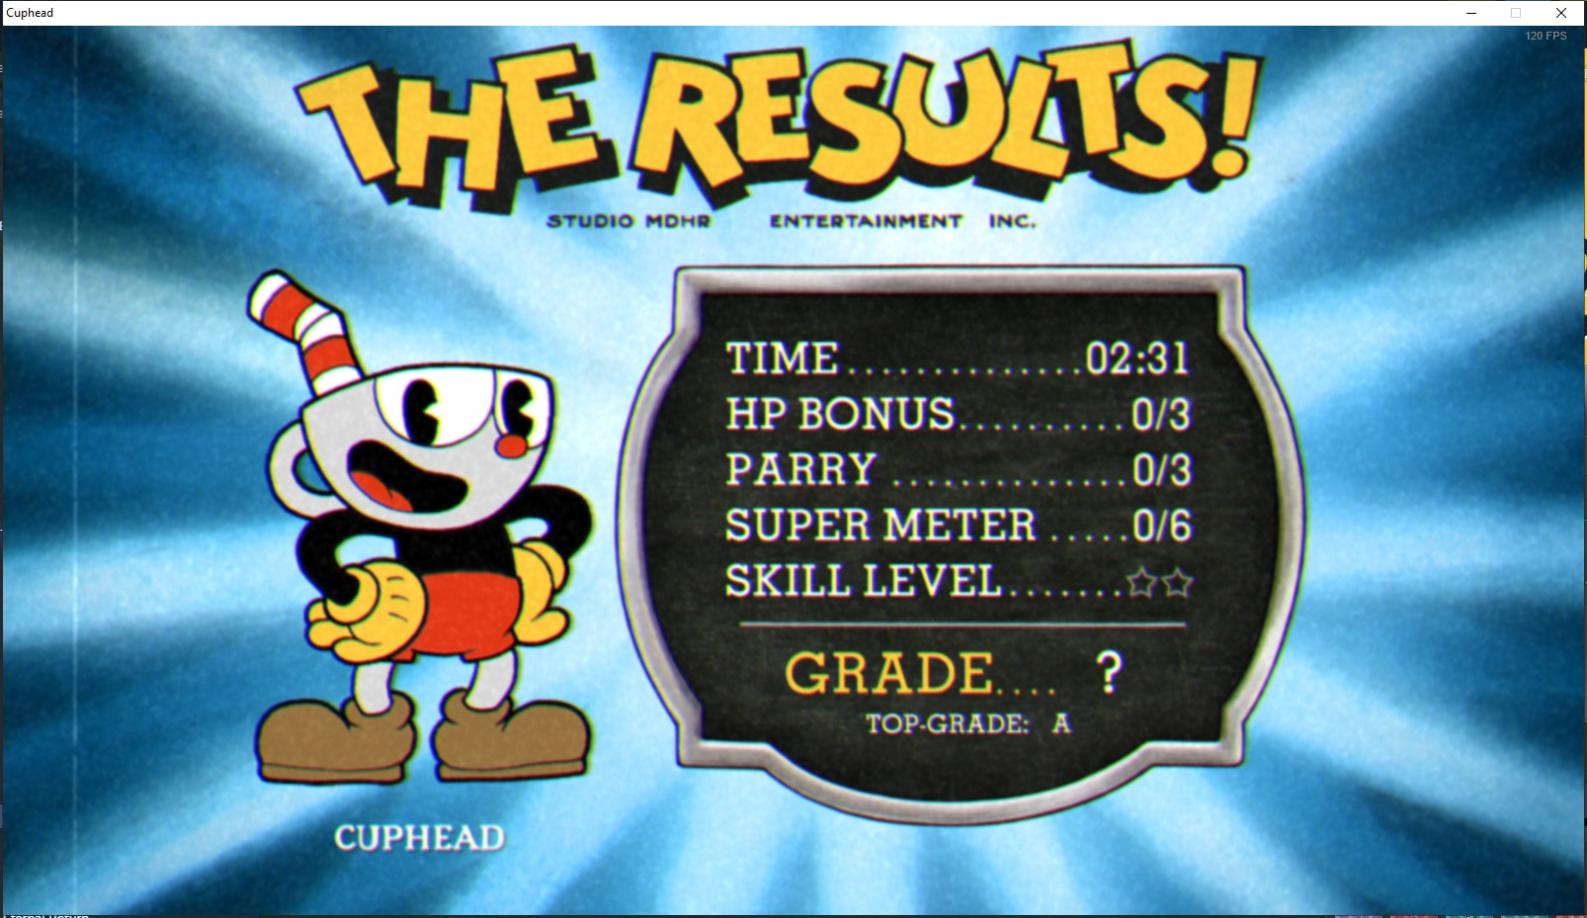 Cuphead
120 FPS
THE RESULTS!
STUDIO MDHR ENTERTAINMENT INC.
TIME..............02:31
HP BONUS..........0/3
PARRY ..............0/3
SUPER METER .....0/6
SKILL LEVEL.......☆☆
GRADE.... ?
TOP-GRADE: A
CUPHEAD